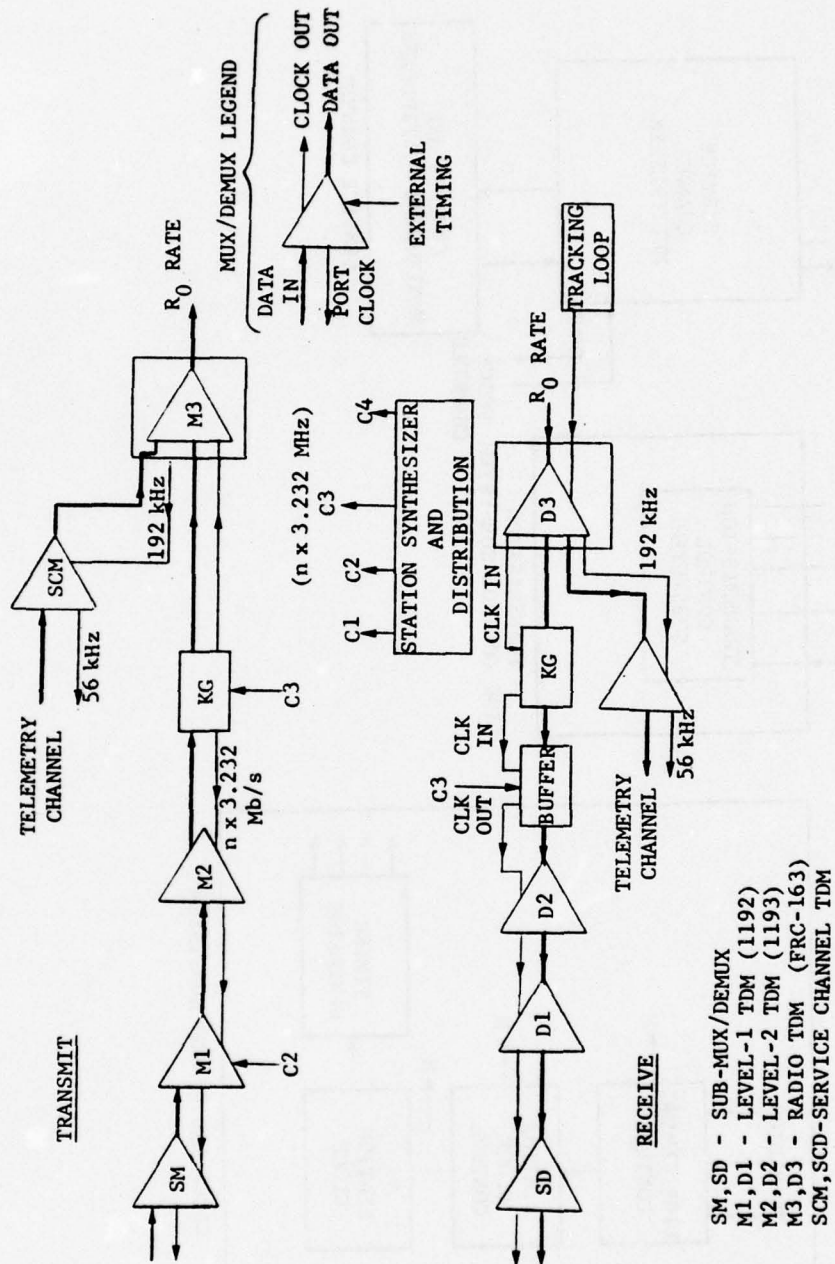 TRANSMIT
TELEMETRY
CHANNEL
SCM
56 kHz
192 kHz
SM
M1
C2
M2
n x 3.232
Mb/s
KG
C3
M3
R0 RATE
MUX/DEMUX LEGEND
DATA
IN
CLOCK OUT
DATA OUT
PORT
CLOCK
EXTERNAL
TIMING
(n x 3.232 MHz)
C1
C2
C3
C4
STATION SYNTHESIZER
AND
DISTRIBUTION
RECEIVE
SD
D1
D2
C3
CLK
OUT
BUFFER
CLK
IN
KG
CLK IN
D3
R0 RATE
TRACKING
LOOP
192 kHz
TELEMETRY
CHANNEL
56 kHz
SM,SD - SUB-MUX/DEMUX
M1,D1 - LEVEL-1 TDM (1192)
M2,D2 - LEVEL-2 TDM (1193)
M3,D3 - RADIO TDM (FRC-163)
SCM,SCD-SERVICE CHANNEL TDM